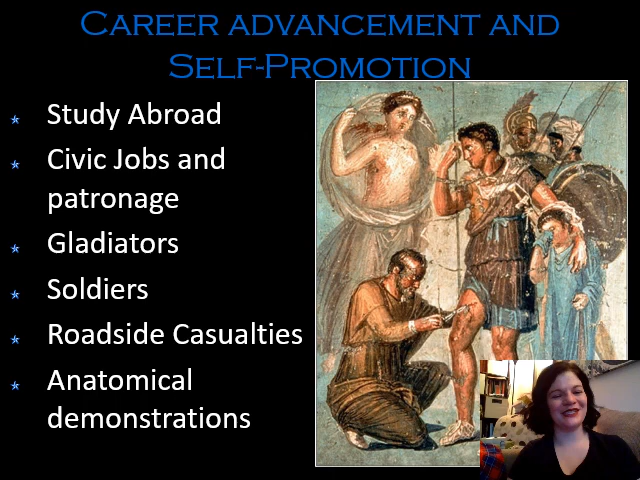 Career advancement and
Self-Promotion
Study Abroad
Civic Jobs and
patronage
Gladiators
Soldiers
Roadside Casualties
Anatomical
demonstrations